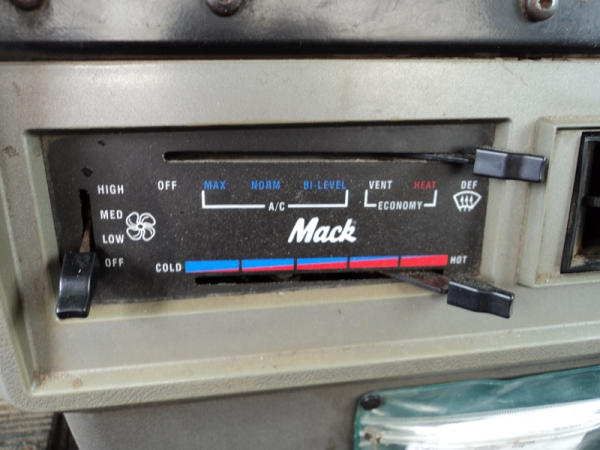 HIGH
MED
LOW
OFF
OFF MAX NORM BI-LEVEL VENT HEAT DEF
A/C ECONOMY
Mack
COLD HOT